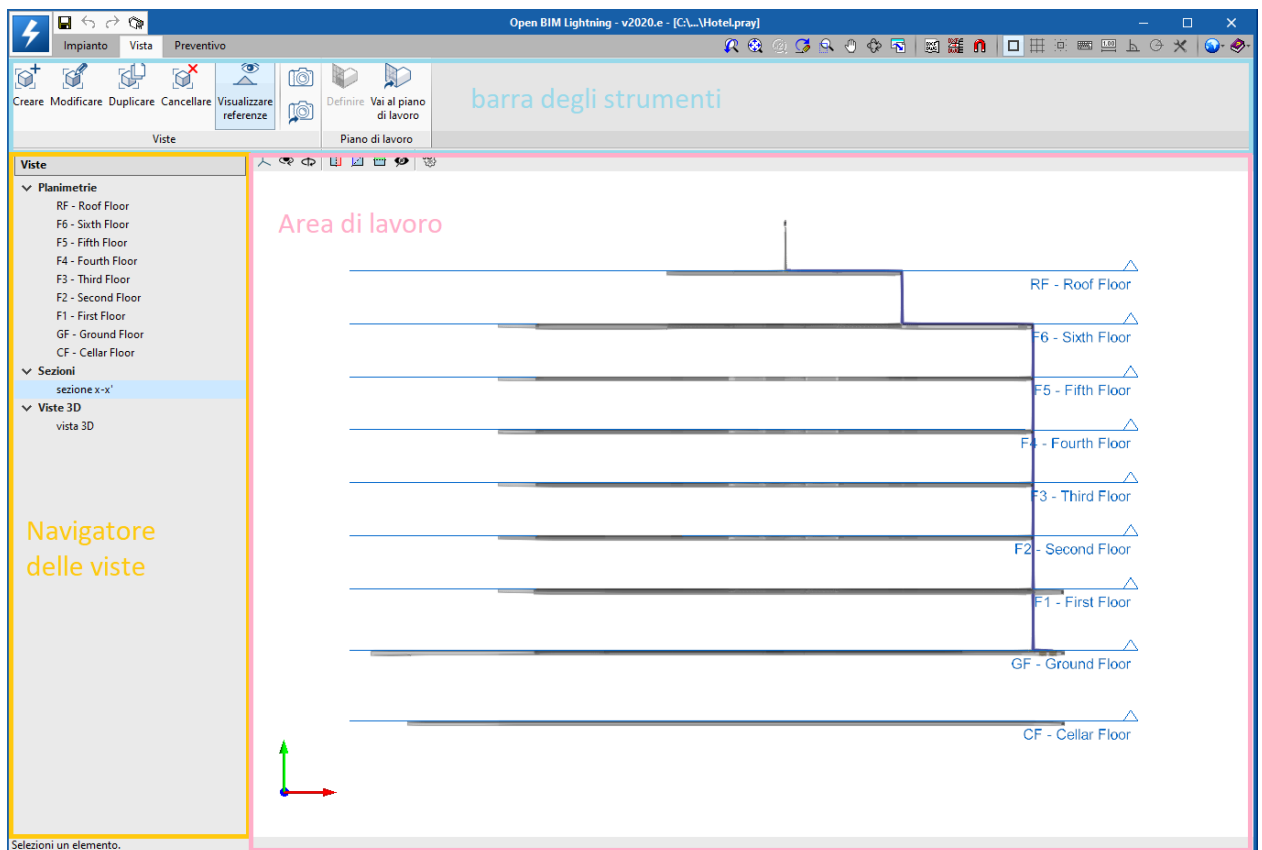 Open BIM Lightning - v2020.e - [C:\...\Hotel.pray]
Impianto Vista Preventivo
Creare Modificare Duplicare Cancellare Visualizzare referenze Definire Vai al piano di lavoro
barra degli strumenti
Viste Piano di lavoro
Viste
Planimetrie
RF - Roof Floor
F6 - Sixth Floor
F5 - Fifth Floor
F4 - Fourth Floor
F3 - Third Floor
F2 - Second Floor
F1 - First Floor
GF - Ground Floor
CF - Cellar Floor
Sezioni
sezione x-x'
Viste 3D
vista 3D
Navigatore
delle viste
Area di lavoro
RF - Roof Floor
F6 - Sixth Floor
F5 - Fifth Floor
F4 - Fourth Floor
F3 - Third Floor
F2 - Second Floor
F1 - First Floor
GF - Ground Floor
CF - Cellar Floor
Selezioni un elemento.